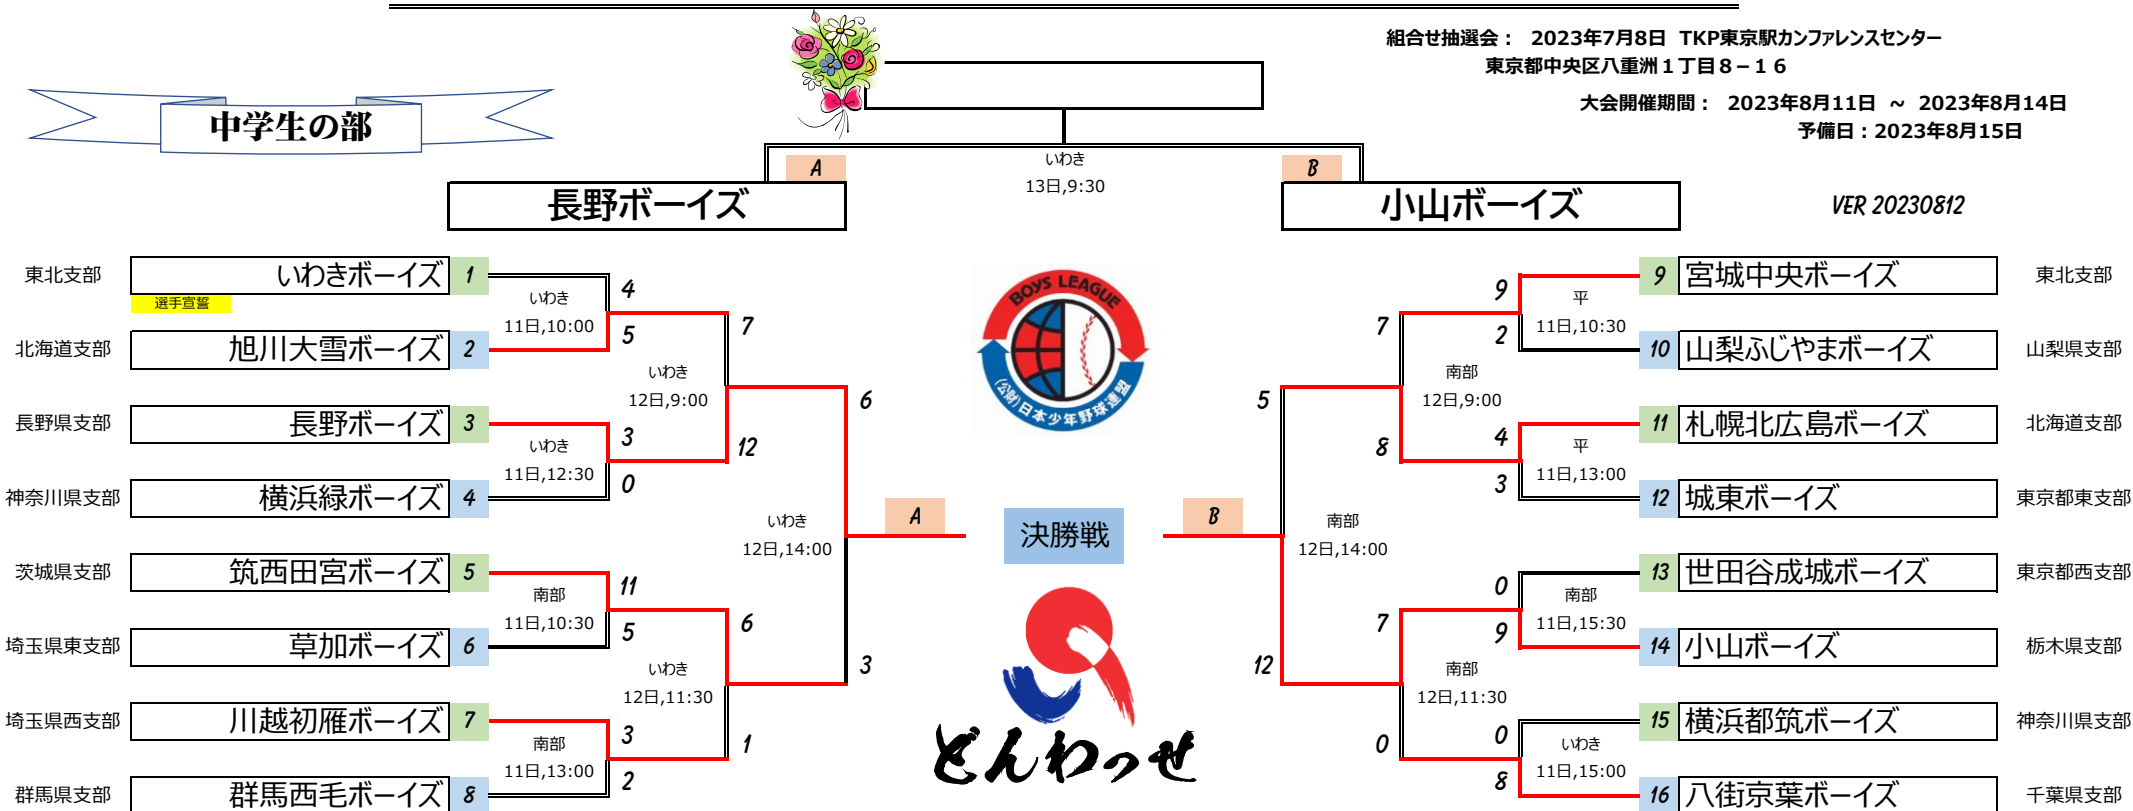 組合せ抽選会： 2023年7月8日 TKP東京駅カンファレンスセンター
東京都中央区八重洲１丁目８－１６
大会開催期間： 2023年8月11日 ～ 2023年8月14日
予備日：2023年8月15日
中学生の部
いわき
13日,9:30
A
B
長野ボーイズ
小山ボーイズ
VER 20230812
東北支部 いわきボーイズ 1
選手宣誓
いわき
11日,10:00
4
5
北海道支部 旭川大雪ボーイズ 2
いわき
12日,9:00
7
12
長野県支部 長野ボーイズ 3
いわき
11日,12:30
3
0
神奈川県支部 横浜緑ボーイズ 4
いわき
12日,14:00
6
3
茨城県支部 筑西田宮ボーイズ 5
南部
11日,10:30
11
5
埼玉県東支部 草加ボーイズ 6
いわき
12日,11:30
6
1
埼玉県西支部 川越初雁ボーイズ 7
南部
11日,13:00
3
2
群馬県支部 群馬西毛ボーイズ 8
BOYS LEAGUE
(公財)日本少年野球連盟
A
決勝戦
B
どんわっせ
9 宮城中央ボーイズ 東北支部
平
11日,10:30
9
2
10 山梨ふじやまボーイズ 山梨県支部
南部
12日,9:00
7
8
11 札幌北広島ボーイズ 北海道支部
平
11日,13:00
4
3
12 城東ボーイズ 東京都東支部
南部
12日,14:00
5
12
13 世田谷成城ボーイズ 東京都西支部
南部
11日,15:30
0
9
14 小山ボーイズ 栃木県支部
南部
12日,11:30
7
0
15 横浜都筑ボーイズ 神奈川県支部
いわき
11日,15:00
0
8
16 八街京葉ボーイズ 千葉県支部